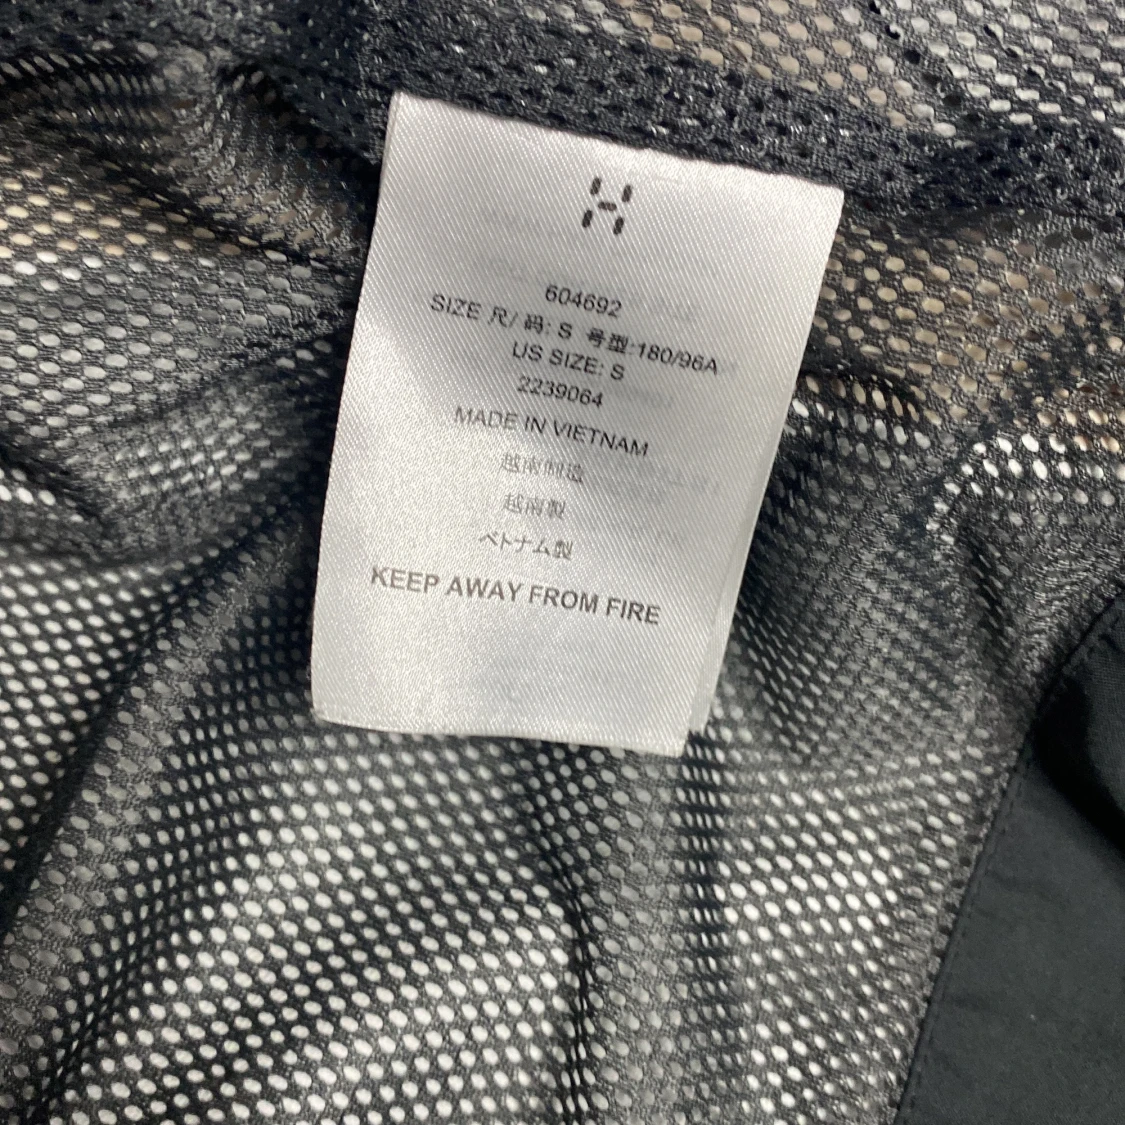 604692
SIZE 尺/ 码: S 号型:180/96A
US SIZE: S
2239064
MADE IN VIETNAM
越南制造
越南製
ベトナム製
KEEP AWAY FROM FIRE